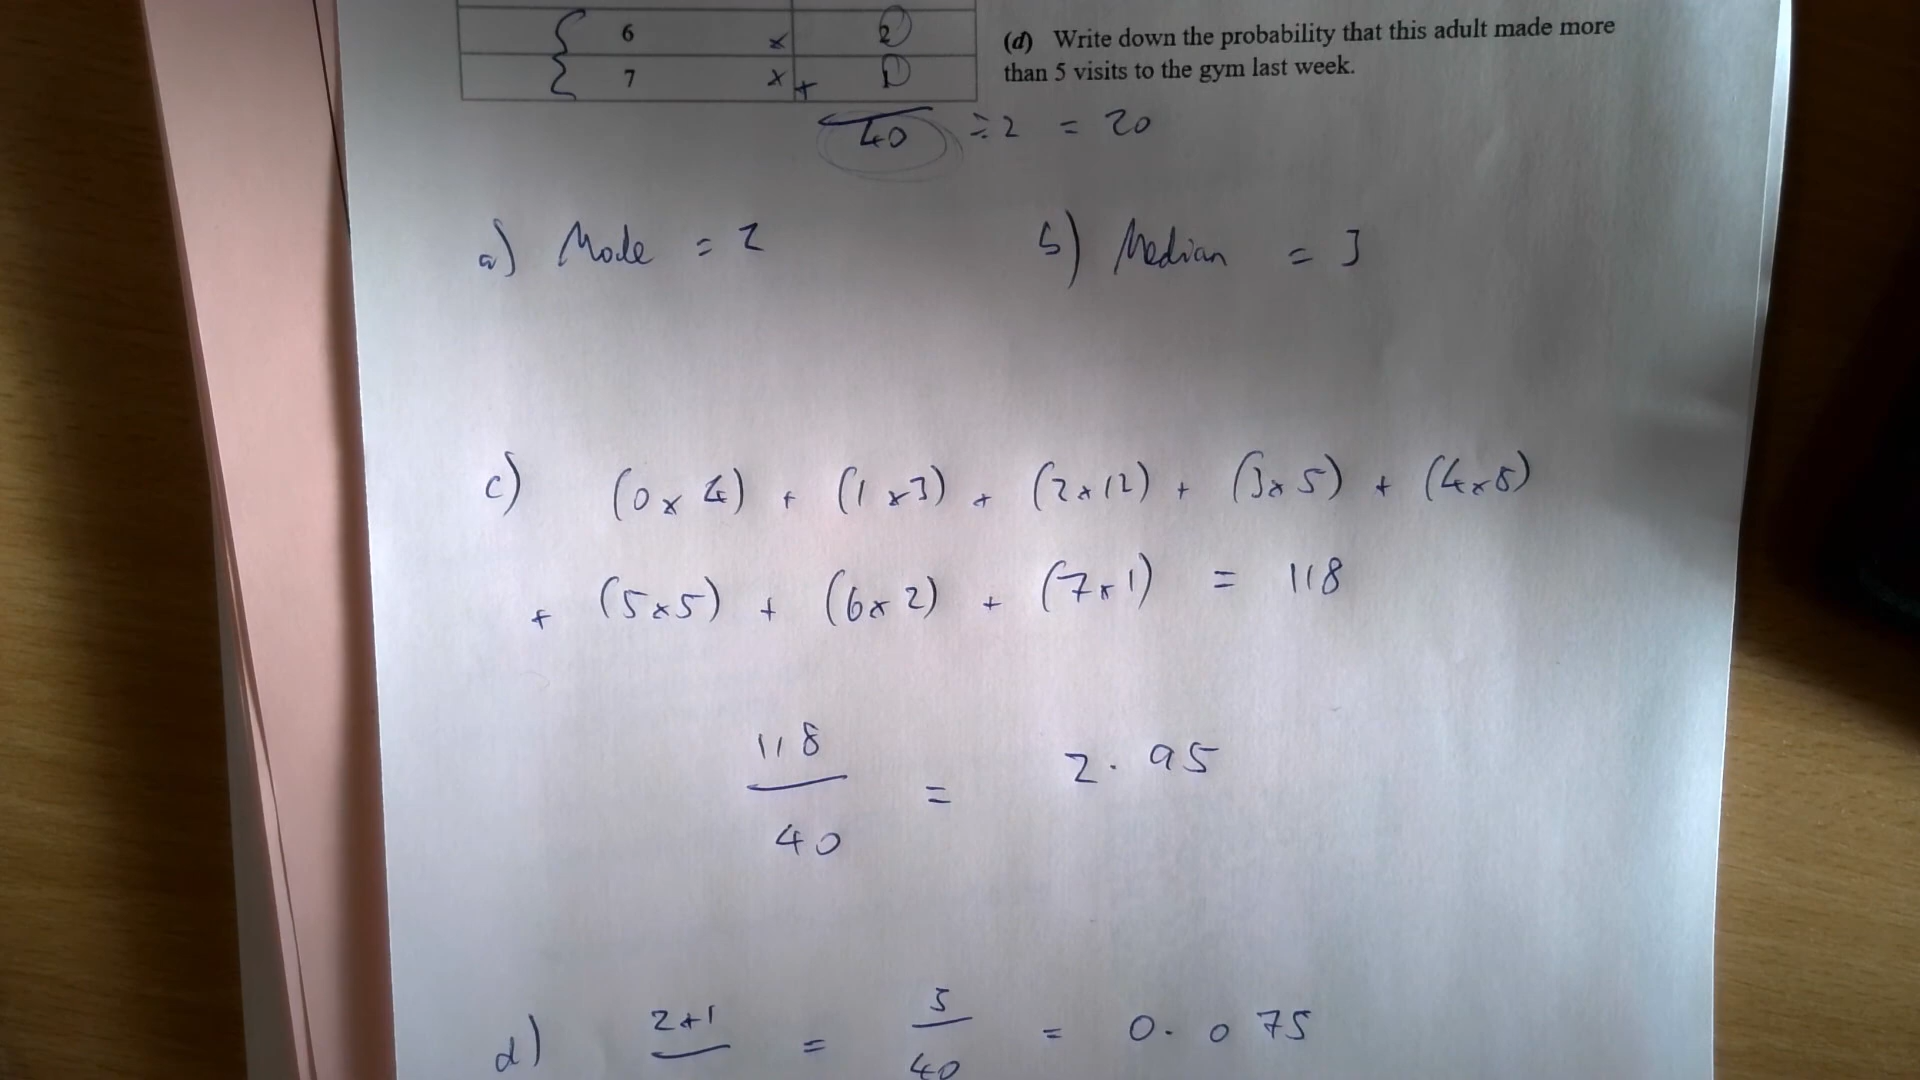 6 × 2
7 × + 1
(d) Write down the probability that this adult made more
than 5 visits to the gym last week.
40 ÷ 2 = 20
a) Mode = 2
b) Median = 3
c) (0 × 4) + (1 × 3) + (2 × 12) + (3 × 5) + (4 × 8)
+ (5 × 5) + (6 × 2) + (7 × 1) = 118
118
40
= 2.95
d) 2+1 = 3 = 0.075
40